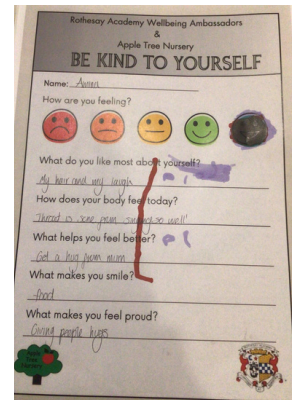 Rothesay Academy Wellbeing Ambassadors
&
Apple Tree Nursery
BE KIND TO YOURSELF
Name:
How are you feeling?
What do you like most about yourself?
My hair and my laugh
How does your body feel today?
Throat is sore from singing so well!
What helps you feel better?
Get a hug from mum
What makes you smile?
food
What makes you feel proud?
Giving people hugs
Apple
Tree
Nursery